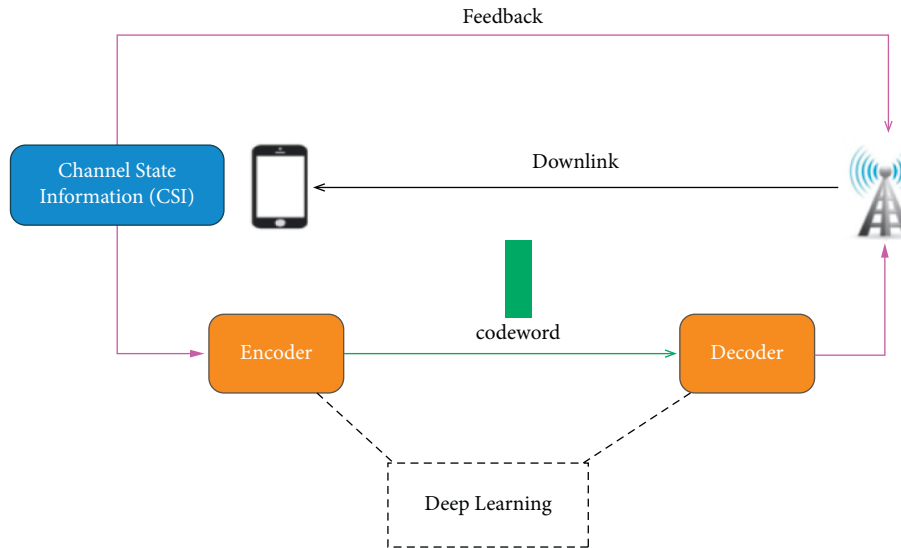 Feedback
Channel State
Information (CSI)
Downlink
codeword
Encoder
Decoder
Deep Learning